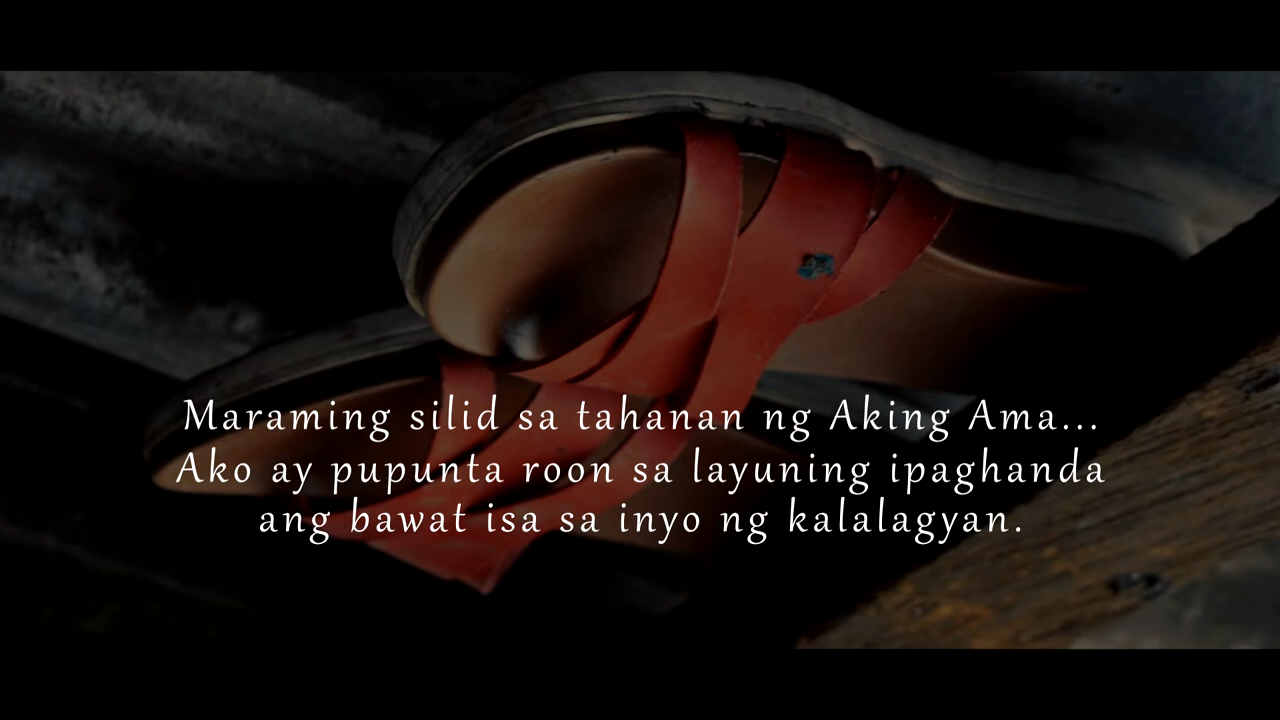 Maraming silid sa tahanan ng Aking Ama...
Ako ay pupunta roon sa layuning ipaghanda
ang bawat isa sa inyo ng kalalagyan.